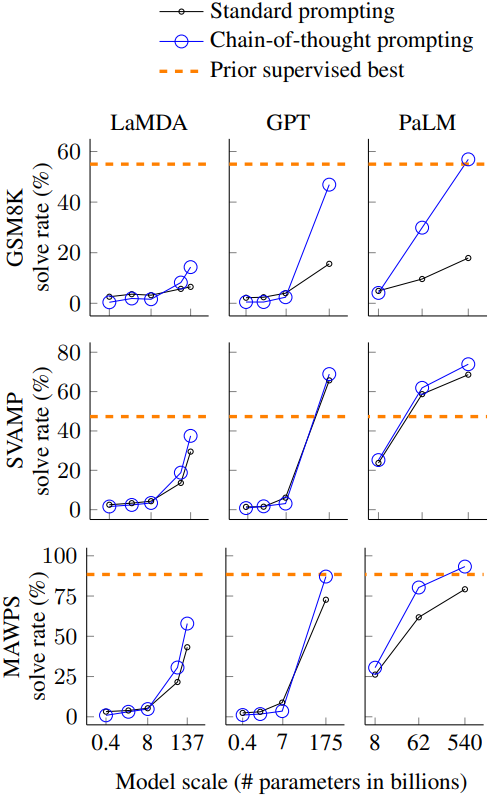 Standard prompting
Chain-of-thought prompting
Prior supervised best
LaMDA GPT PaLM
GSM8K
solve rate (%)
60
40
20
0
SVAMP
solve rate (%)
80
60
40
20
0
MAWPS
solve rate (%)
100
75
50
25
0
0.4 8 137 0.4 7 175 8 62 540
Model scale (# parameters in billions)